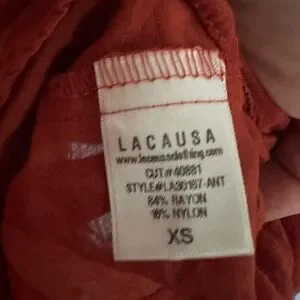 LACAUSA
www.lacausaclothing.com
CUT# 40881
STYLE#LA30167-ANT
84% RAYON
16% NYLON
XS